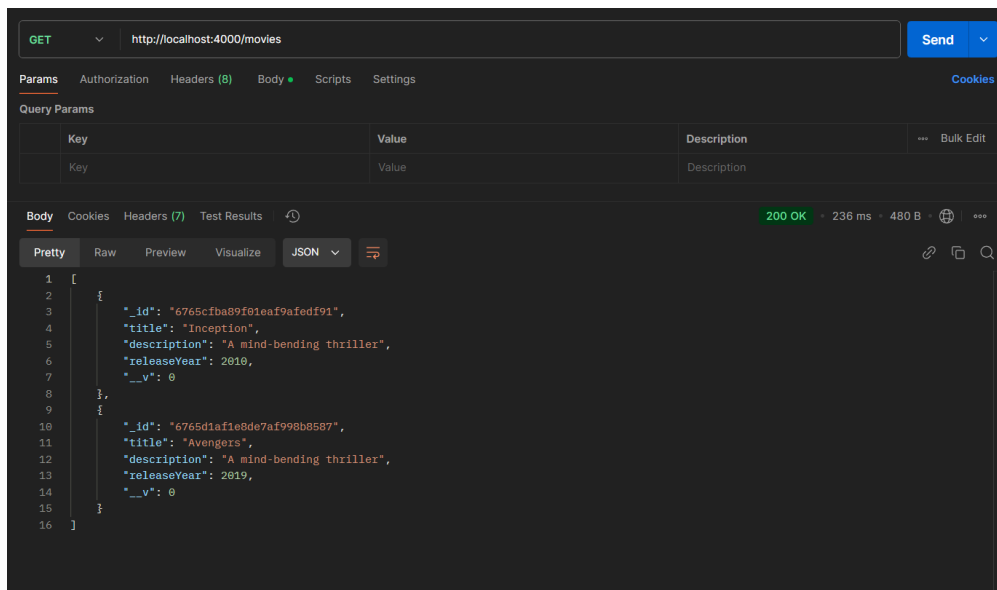 GET http://localhost:4000/movies Send
Params Authorization Headers (8) Body Scripts Settings Cookies
Query Params
Key Value Description Bulk Edit
Key Value Description
Body Cookies Headers (7) Test Results 200 OK 236 ms 480 B
Pretty Raw Preview Visualize JSON
1 [
2 {
3 "_id": "6765cfba89f01eaf9afedf91",
4 "title": "Inception",
5 "description": "A mind-bending thriller",
6 "releaseYear": 2010,
7 "__v": 0
8 },
9 {
10 "_id": "6765d1af1e8de7af998b8587",
11 "title": "Avengers",
12 "description": "A mind-bending thriller",
13 "releaseYear": 2019,
14 "__v": 0
15 }
16 ]